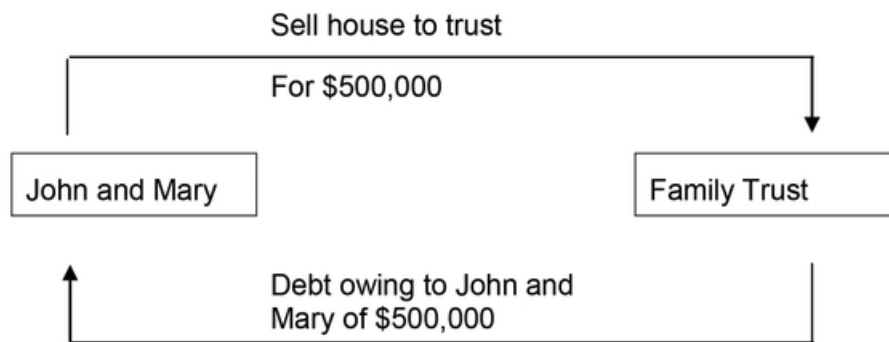 Sell house to trust
For $500,000
John and Mary
Family Trust
Debt owing to John and
Mary of $500,000